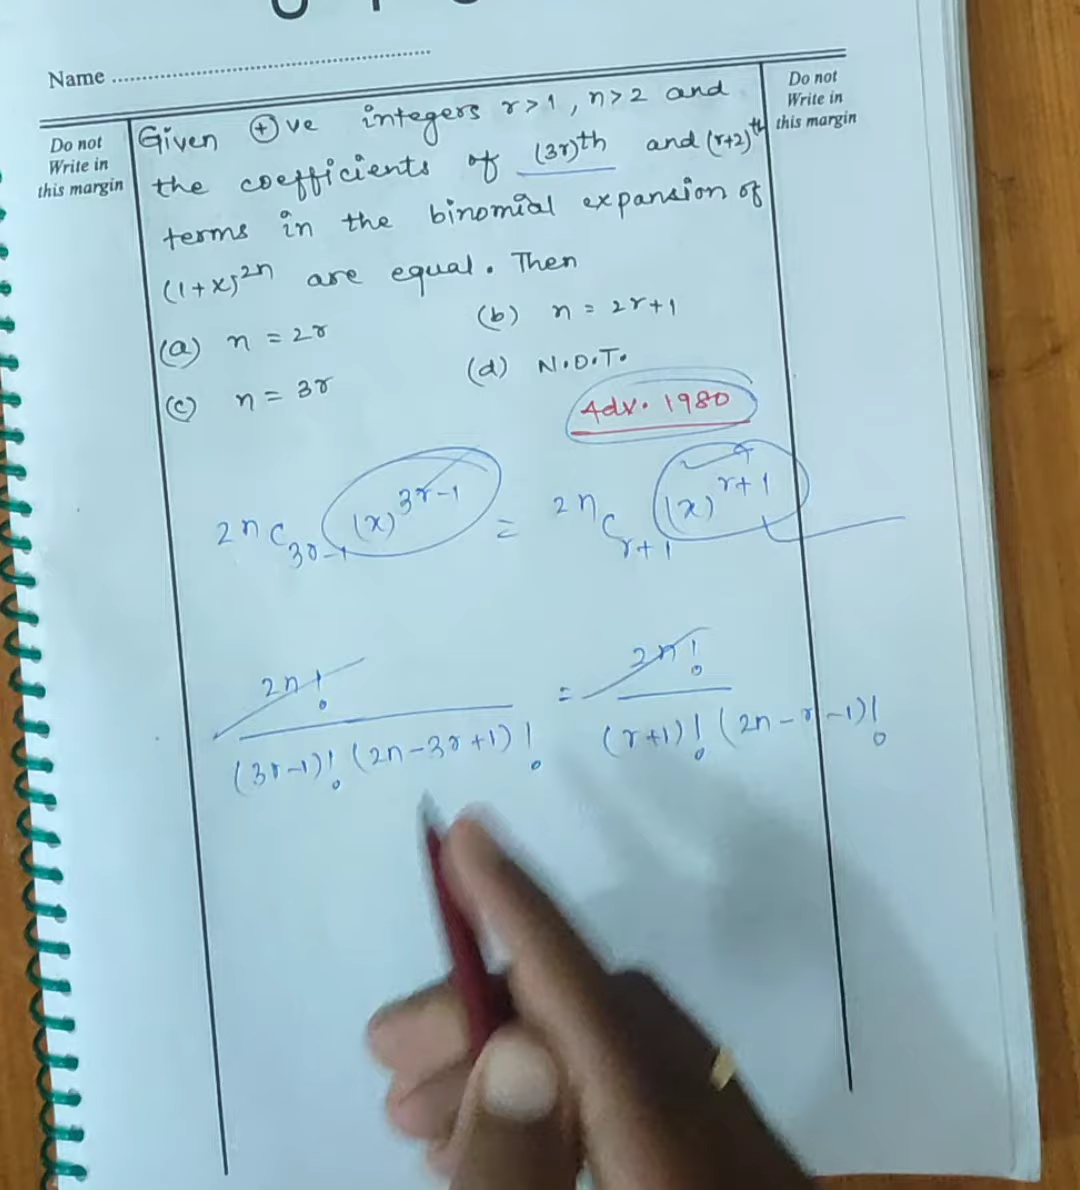 Name
Do not
Write in
this margin
Do not
Write in
this margin
Given ⊕ve integers r>1, n>2 and
the coefficients of (3r)th and (r+2)th
terms in the binomial expansion of
(1+x)^2n are equal. Then
(a) n = 2r (b) n = 2r+1
(c) n = 3r (d) N.O.T.
Adv. 1980
2n C 3r-1 (x)^3r-1 = 2n C r+1 (x)^r+1
2n! / (3r-1)! (2n-3r+1)! = 2n! / (r+1)! (2n-r-1)!